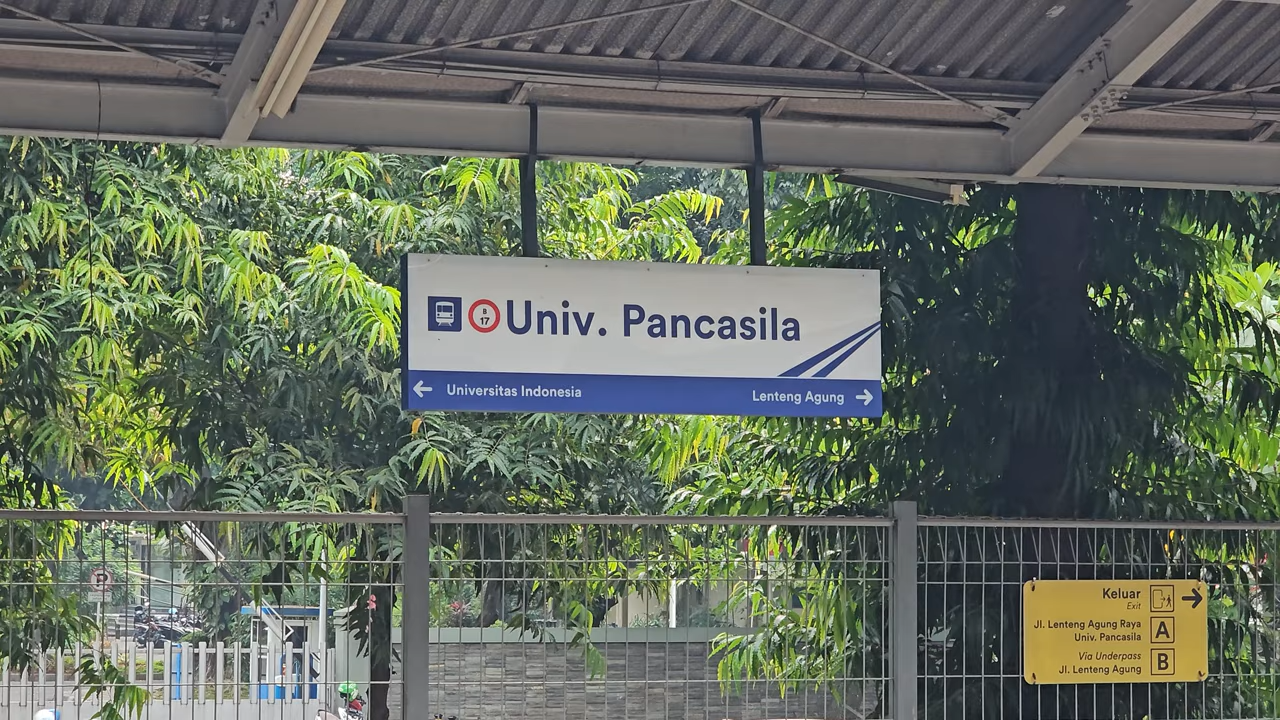 B
17
Univ. Pancasila
Universitas Indonesia
Lenteng Agung
P
Keluar
Exit
Jl. Lenteng Agung Raya
Univ. Pancasila
A
Via Underpass
Jl. Lenteng Agung
B